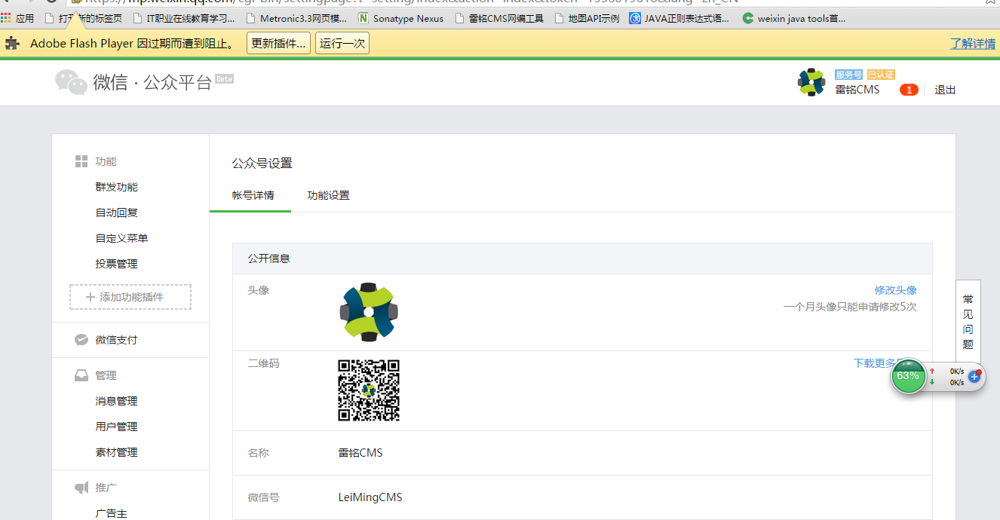 应用 打开新的标签页 IT职业在线教育学习... Metronic3.3网页模... Sonatype Nexus 雷铭CMS网编工具 地图API示例 JAVA正则表达式语... weixin java tools首...
Adobe Flash Player 因过期而遭到阻止。 更新插件... 运行一次 了解详情
微信 · 公众平台 Beta
服务号 已认证
雷铭CMS 1 退出
功能
群发功能
自动回复
自定义菜单
投票管理
添加功能插件
微信支付
管理
消息管理
用户管理
素材管理
推广
广告主
公众号设置
帐号详情 功能设置
公开信息
头像 修改头像
一个月头像只能申请修改5次
二维码 下载更多
名称 雷铭CMS
微信号 LeiMingCMS
常见问题
63% 0K/s
0K/s